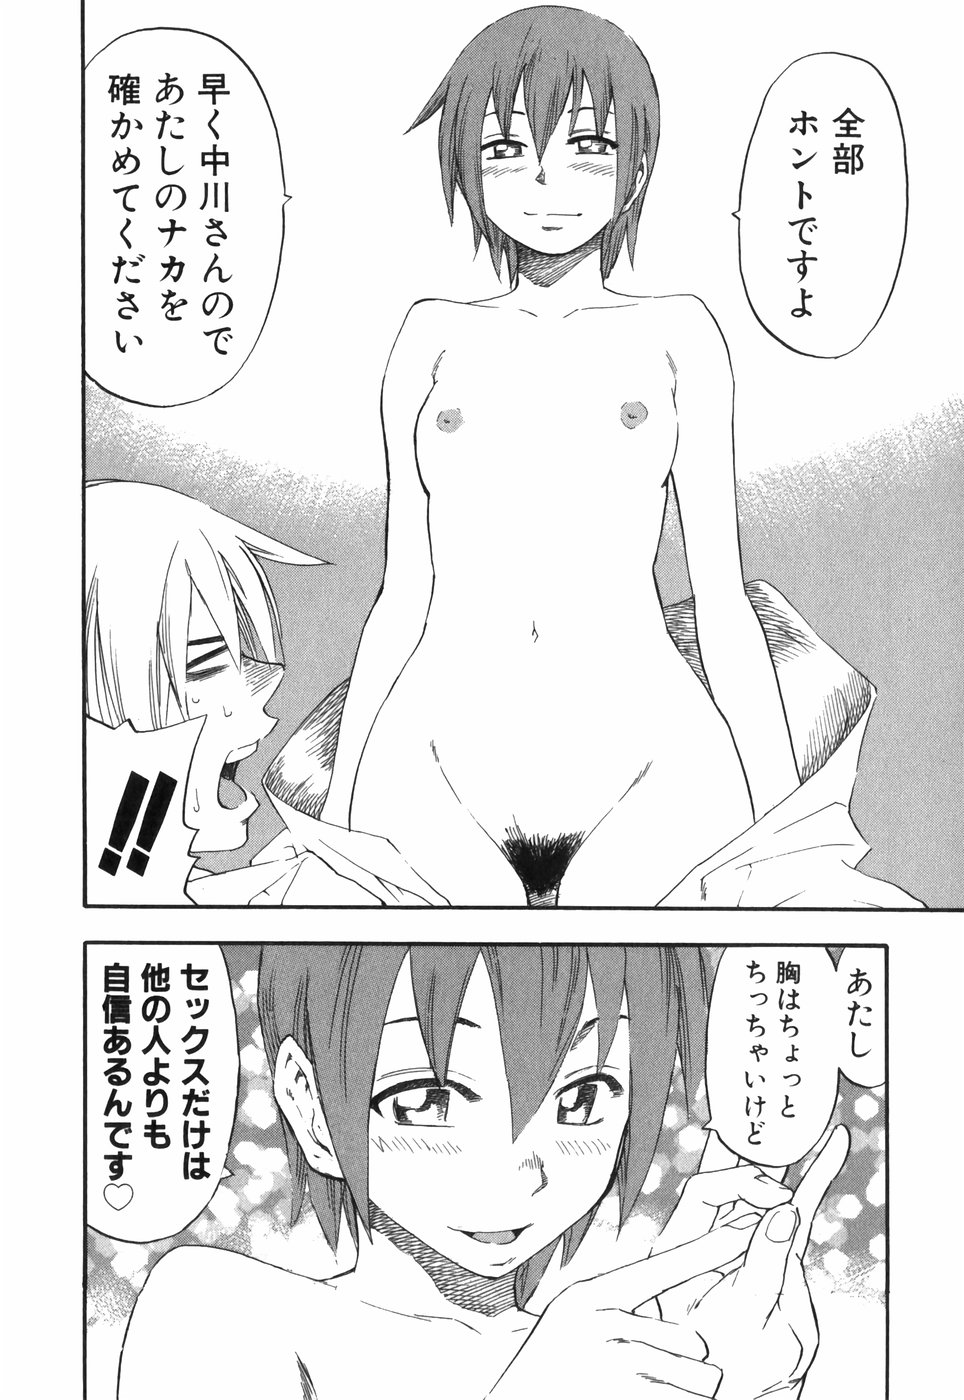 全部
ホントですよ
早く中川さんので
あたしのナカを
確かめてください
!!
あたし
胸はちょっと
ちっちゃいけど
セックスだけは
他の人よりも
自信あるんです♡